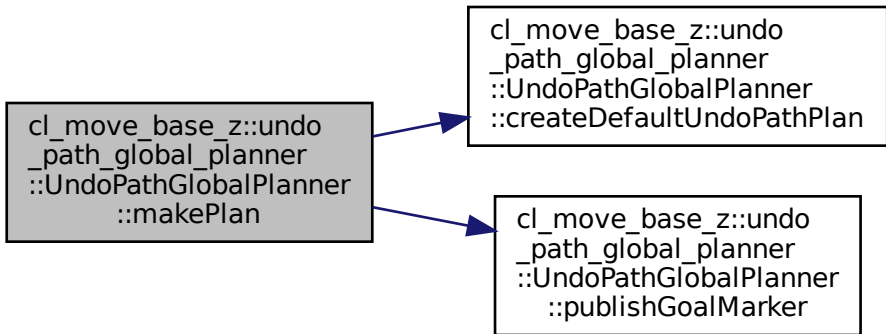 cl_move_base_z::undo
_path_global_planner
::UndoPathGlobalPlanner
::makePlan
cl_move_base_z::undo
_path_global_planner
::UndoPathGlobalPlanner
::createDefaultUndoPathPlan
cl_move_base_z::undo
_path_global_planner
::UndoPathGlobalPlanner
::publishGoalMarker